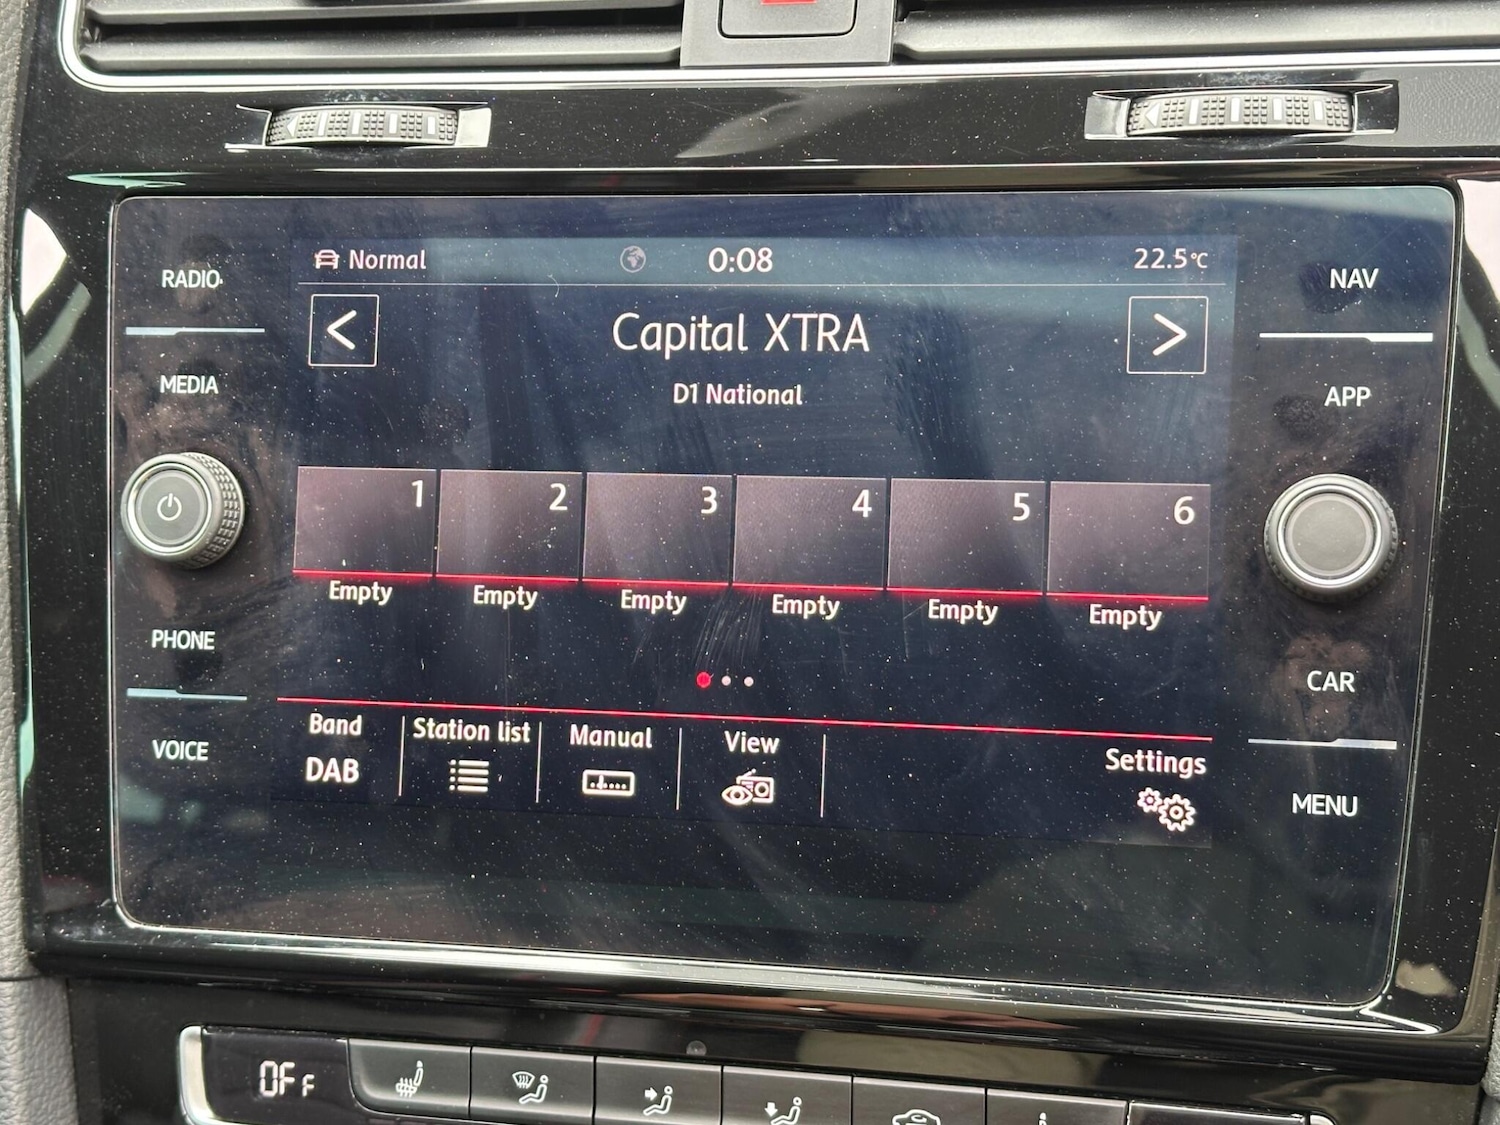 RADIO
MEDIA
PHONE
VOICE
Normal 0:08 22.5°C
< Capital XTRA >
D1 National
1 2 3 4 5 6
Empty Empty Empty Empty Empty Empty
Band Station list Manual View Settings
DAB
NAV
APP
CAR
MENU
OFF